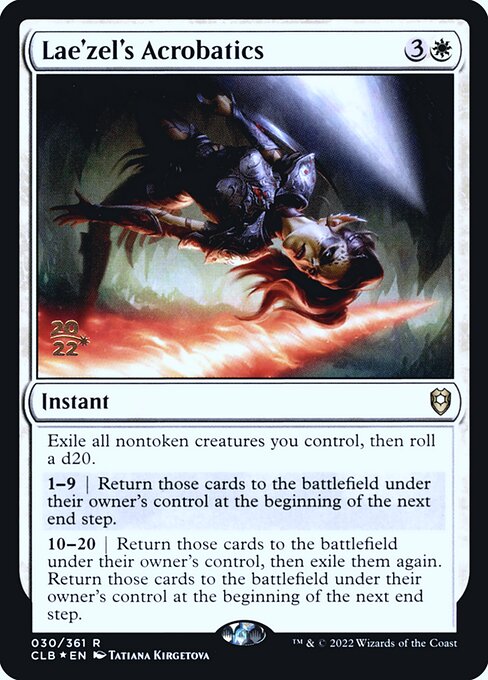 Lae'zel's Acrobatics 3
20
22
Instant
Exile all nontoken creatures you control, then roll
a d20.
1–9 | Return those cards to the battlefield under
their owner's control at the beginning of the next
end step.
10–20 | Return those cards to the battlefield
under their owner's control, then exile them again.
Return those cards to the battlefield under their
owner's control at the beginning of the next end
step.
030/361 R
CLB ★ EN Tatiana Kirgetova
™ & © 2022 Wizards of the Coast